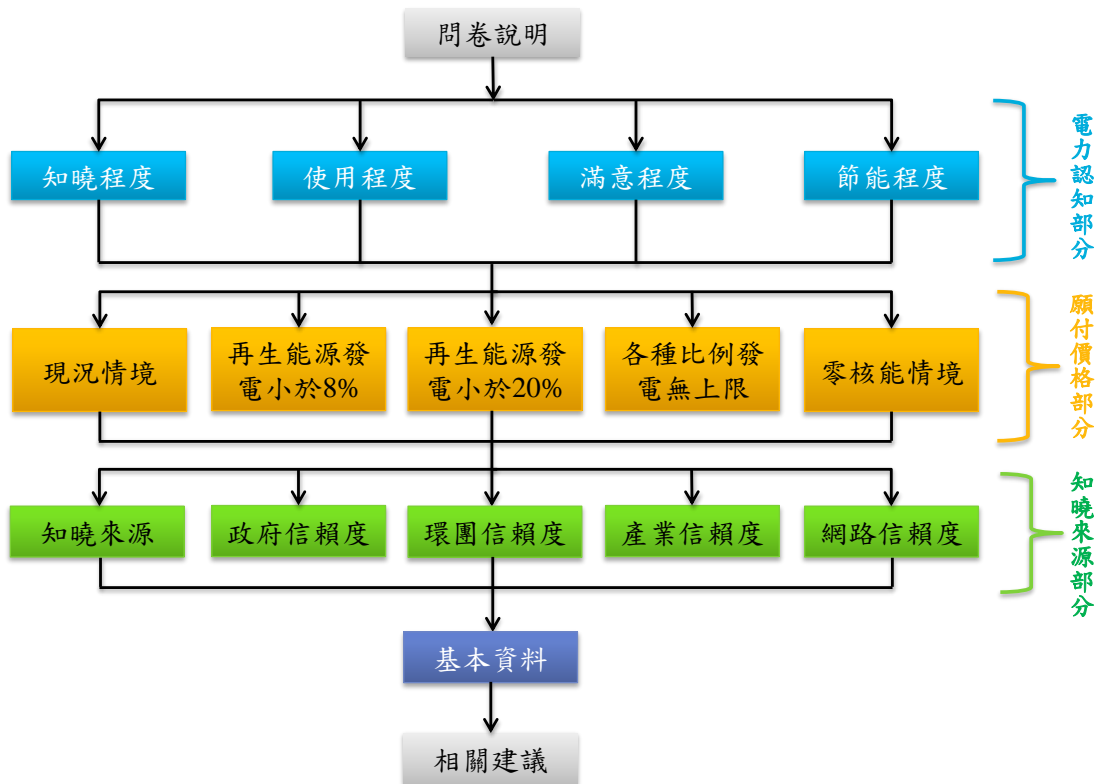 問卷說明
知曉程度
使用程度
滿意程度
節能程度
電力認知部分
現況情境
再生能源發
電小於8%
再生能源發
電小於20%
各種比例發
電無上限
零核能情境
願付價格部分
知曉來源
政府信賴度
環團信賴度
產業信賴度
網路信賴度
知曉來源部分
基本資料
相關建議